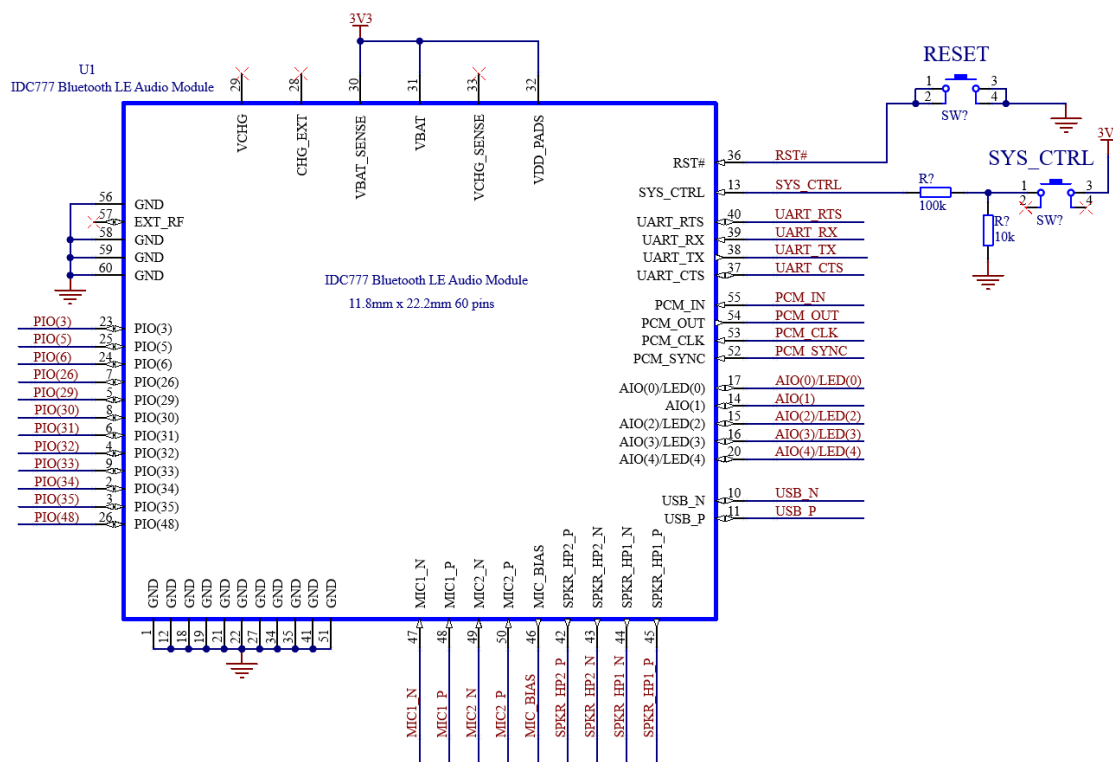 3V3
U1
IDC777 Bluetooth LE Audio Module
29
28
30
31
33
32
VCHG
CHG_EXT
VBAT_SENSE
VBAT
VCHG_SENSE
VDD_PADS
RESET
1
2
3
4
SW?
RST# 36 RST#
SYS_CTRL
3V
SYS_CTRL 13 SYS_CTRL
R?
100k
1
2
3
4
SW?
R?
10k
UART_RTS 40 UART_RTS
UART_RX 39 UART_RX
UART_TX 38 UART_TX
UART_CTS 37 UART_CTS
56 GND
57 EXT_RF
58 GND
59 GND
60 GND
IDC777 Bluetooth LE Audio Module
11.8mm x 22.2mm 60 pins
PCM_IN 55 PCM_IN
PCM_OUT 54 PCM_OUT
PCM_CLK 53 PCM_CLK
PCM_SYNC 52 PCM_SYNC
PIO(3) 23 PIO(3)
PIO(5) 25 PIO(5)
PIO(6) 24 PIO(6)
PIO(26) 7 PIO(26)
PIO(29) 5 PIO(29)
PIO(30) 8 PIO(30)
PIO(31) 6 PIO(31)
PIO(32) 4 PIO(32)
PIO(33) 9 PIO(33)
PIO(34) 2 PIO(34)
PIO(35) 3 PIO(35)
PIO(48) 26 PIO(48)
AIO(0)/LED(0) 17 AIO(0)/LED(0)
AIO(1) 14 AIO(1)
AIO(2)/LED(2) 15 AIO(2)/LED(2)
AIO(3)/LED(3) 16 AIO(3)/LED(3)
AIO(4)/LED(4) 20 AIO(4)/LED(4)
USB_N 10 USB_N
USB_P 11 USB_P
GND 1
GND 12
GND 18
GND 19
GND 21
GND 22
GND 27
GND 34
GND 35
GND 41
GND 51
MIC1_N 47 MIC1_N
MIC1_P 48 MIC1_P
MIC2_N 49 MIC2_N
MIC2_P 50 MIC2_P
MIC_BIAS 46 MIC_BIAS
SPKR_HP2_P 42 SPKR_HP2_P
SPKR_HP2_N 43 SPKR_HP2_N
SPKR_HP1_N 44 SPKR_HP1_N
SPKR_HP1_P 45 SPKR_HP1_P